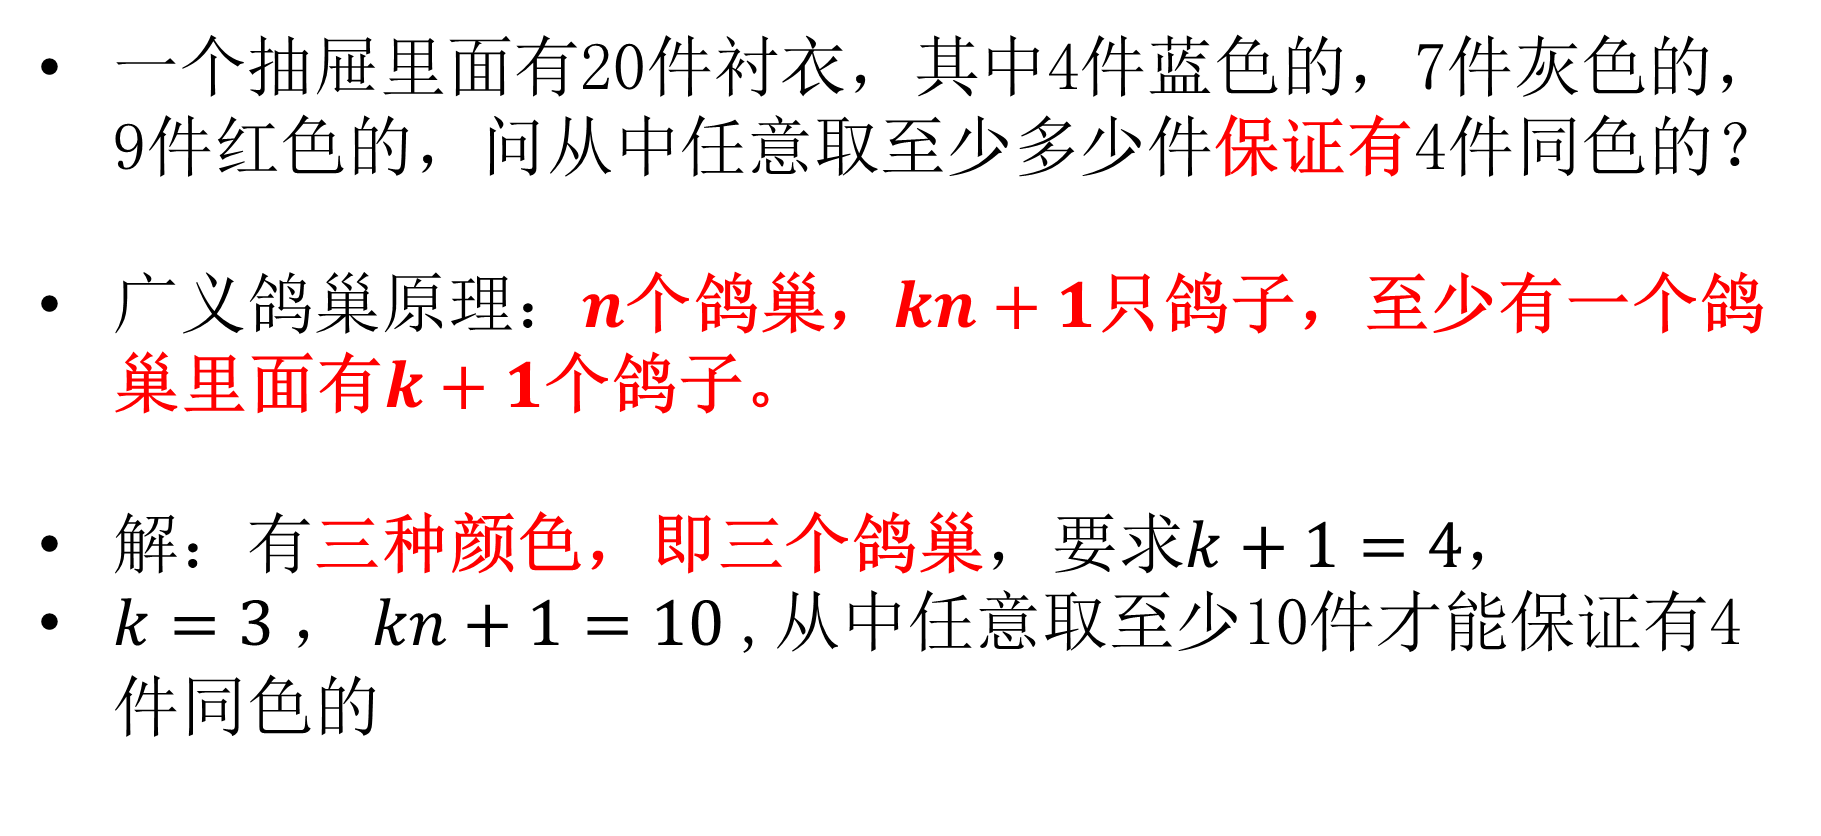 • 一个抽屉里面有20件衬衣，其中4件蓝色的，7件灰色的，
9件红色的，问从中任意取至少多少件保证有4件同色的？
• 广义鸽巢原理：n个鸽巢，kn + 1只鸽子，至少有一个鸽
巢里面有k + 1个鸽子。
• 解：有三种颜色，即三个鸽巢，要求k + 1 = 4，
• k = 3 ， kn + 1 = 10 , 从中任意取至少10件才能保证有4
件同色的